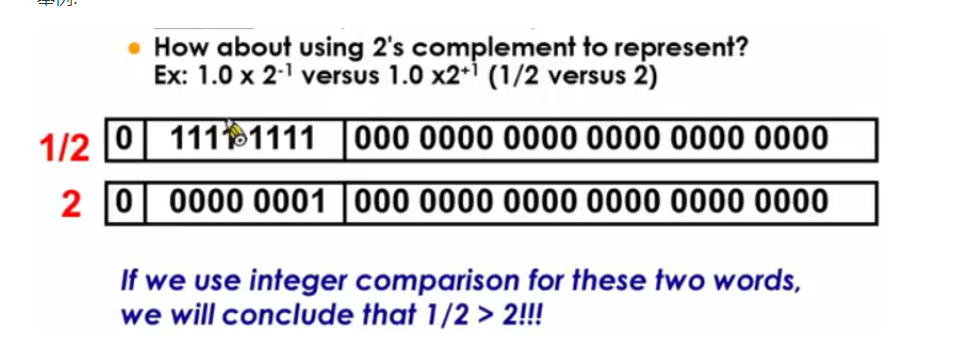 How about using 2's complement to represent?
Ex: 1.0 x 2-1 versus 1.0 x2+1 (1/2 versus 2)
1/2 0 1111 1111 000 0000 0000 0000 0000 0000
2 0 0000 0001 000 0000 0000 0000 0000 0000
If we use integer comparison for these two words,
we will conclude that 1/2 > 2!!!